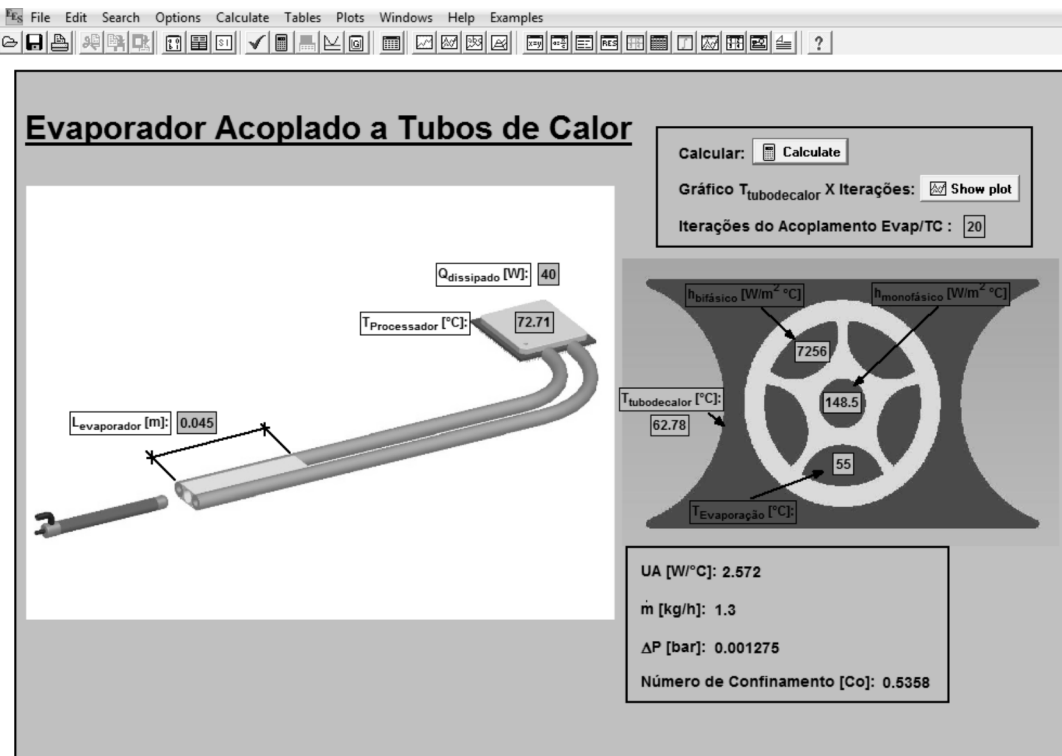 EES File Edit Search Options Calculate Tables Plots Windows Help Examples
Evaporador Acoplado a Tubos de Calor
Calcular: Calculate
Gráfico Ttubodecalor X Iterações: Show plot
Iterações do Acoplamento Evap/TC : 20
Qdissipado [W]: 40
TProcessador [°C]: 72.71
Levaporador [m]: 0.045
hbifásico [W/m² °C]
hmonofásico [W/m² °C]
7256
Ttubodecalor [°C]:
148.5
62.78
55
TEvaporação [°C]:
UA [W/°C]: 2.572
ṁ [kg/h]: 1.3
ΔP [bar]: 0.001275
Número de Confinamento [Co]: 0.5358